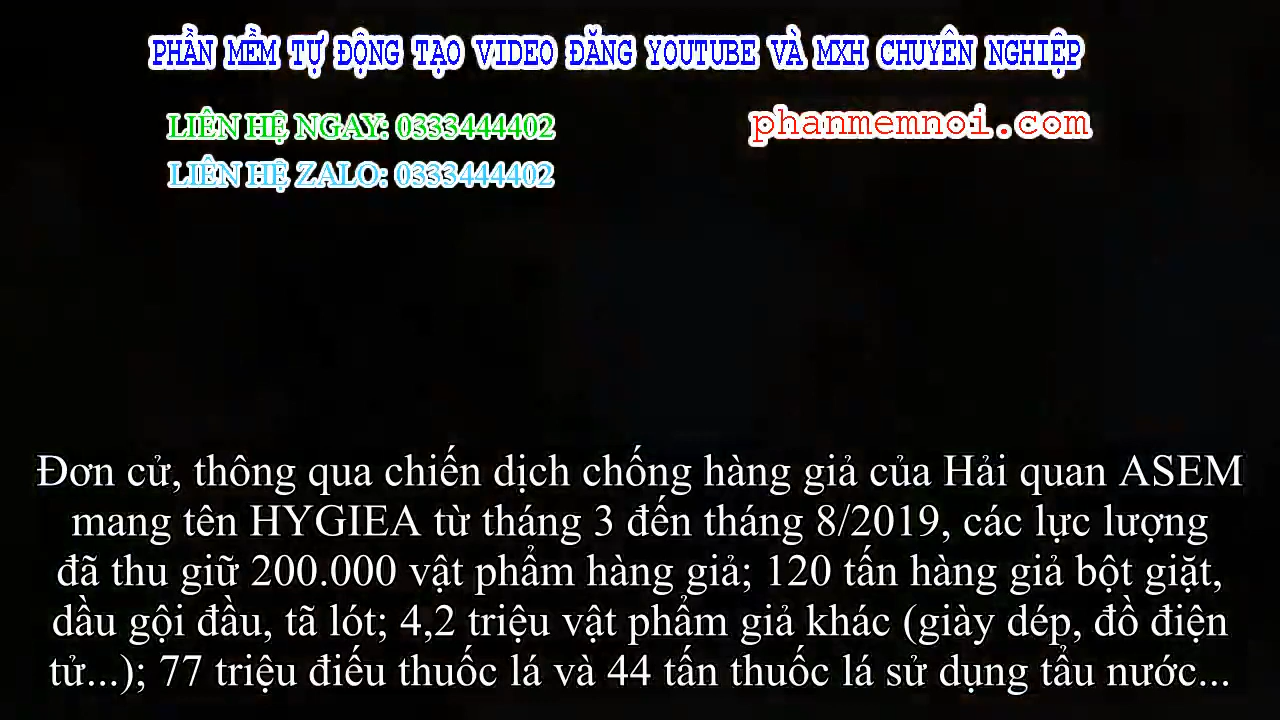 PHẦN MỀM TỰ ĐỘNG TẠO VIDEO ĐĂNG YOUTUBE VÀ MXH CHUYÊN NGHIỆP
LIÊN HỆ NGAY: 0333444402
phanmemnoi.com
LIÊN HỆ ZALO: 0333444402
Đơn cử, thông qua chiến dịch chống hàng giả của Hải quan ASEM
mang tên HYGIEA từ tháng 3 đến tháng 8/2019, các lực lượng
đã thu giữ 200.000 vật phẩm hàng giả; 120 tấn hàng giả bột giặt,
dầu gội đầu, tã lót; 4,2 triệu vật phẩm giả khác (giày dép, đồ điện
tử...); 77 triệu điếu thuốc lá và 44 tấn thuốc lá sử dụng tẩu nước...